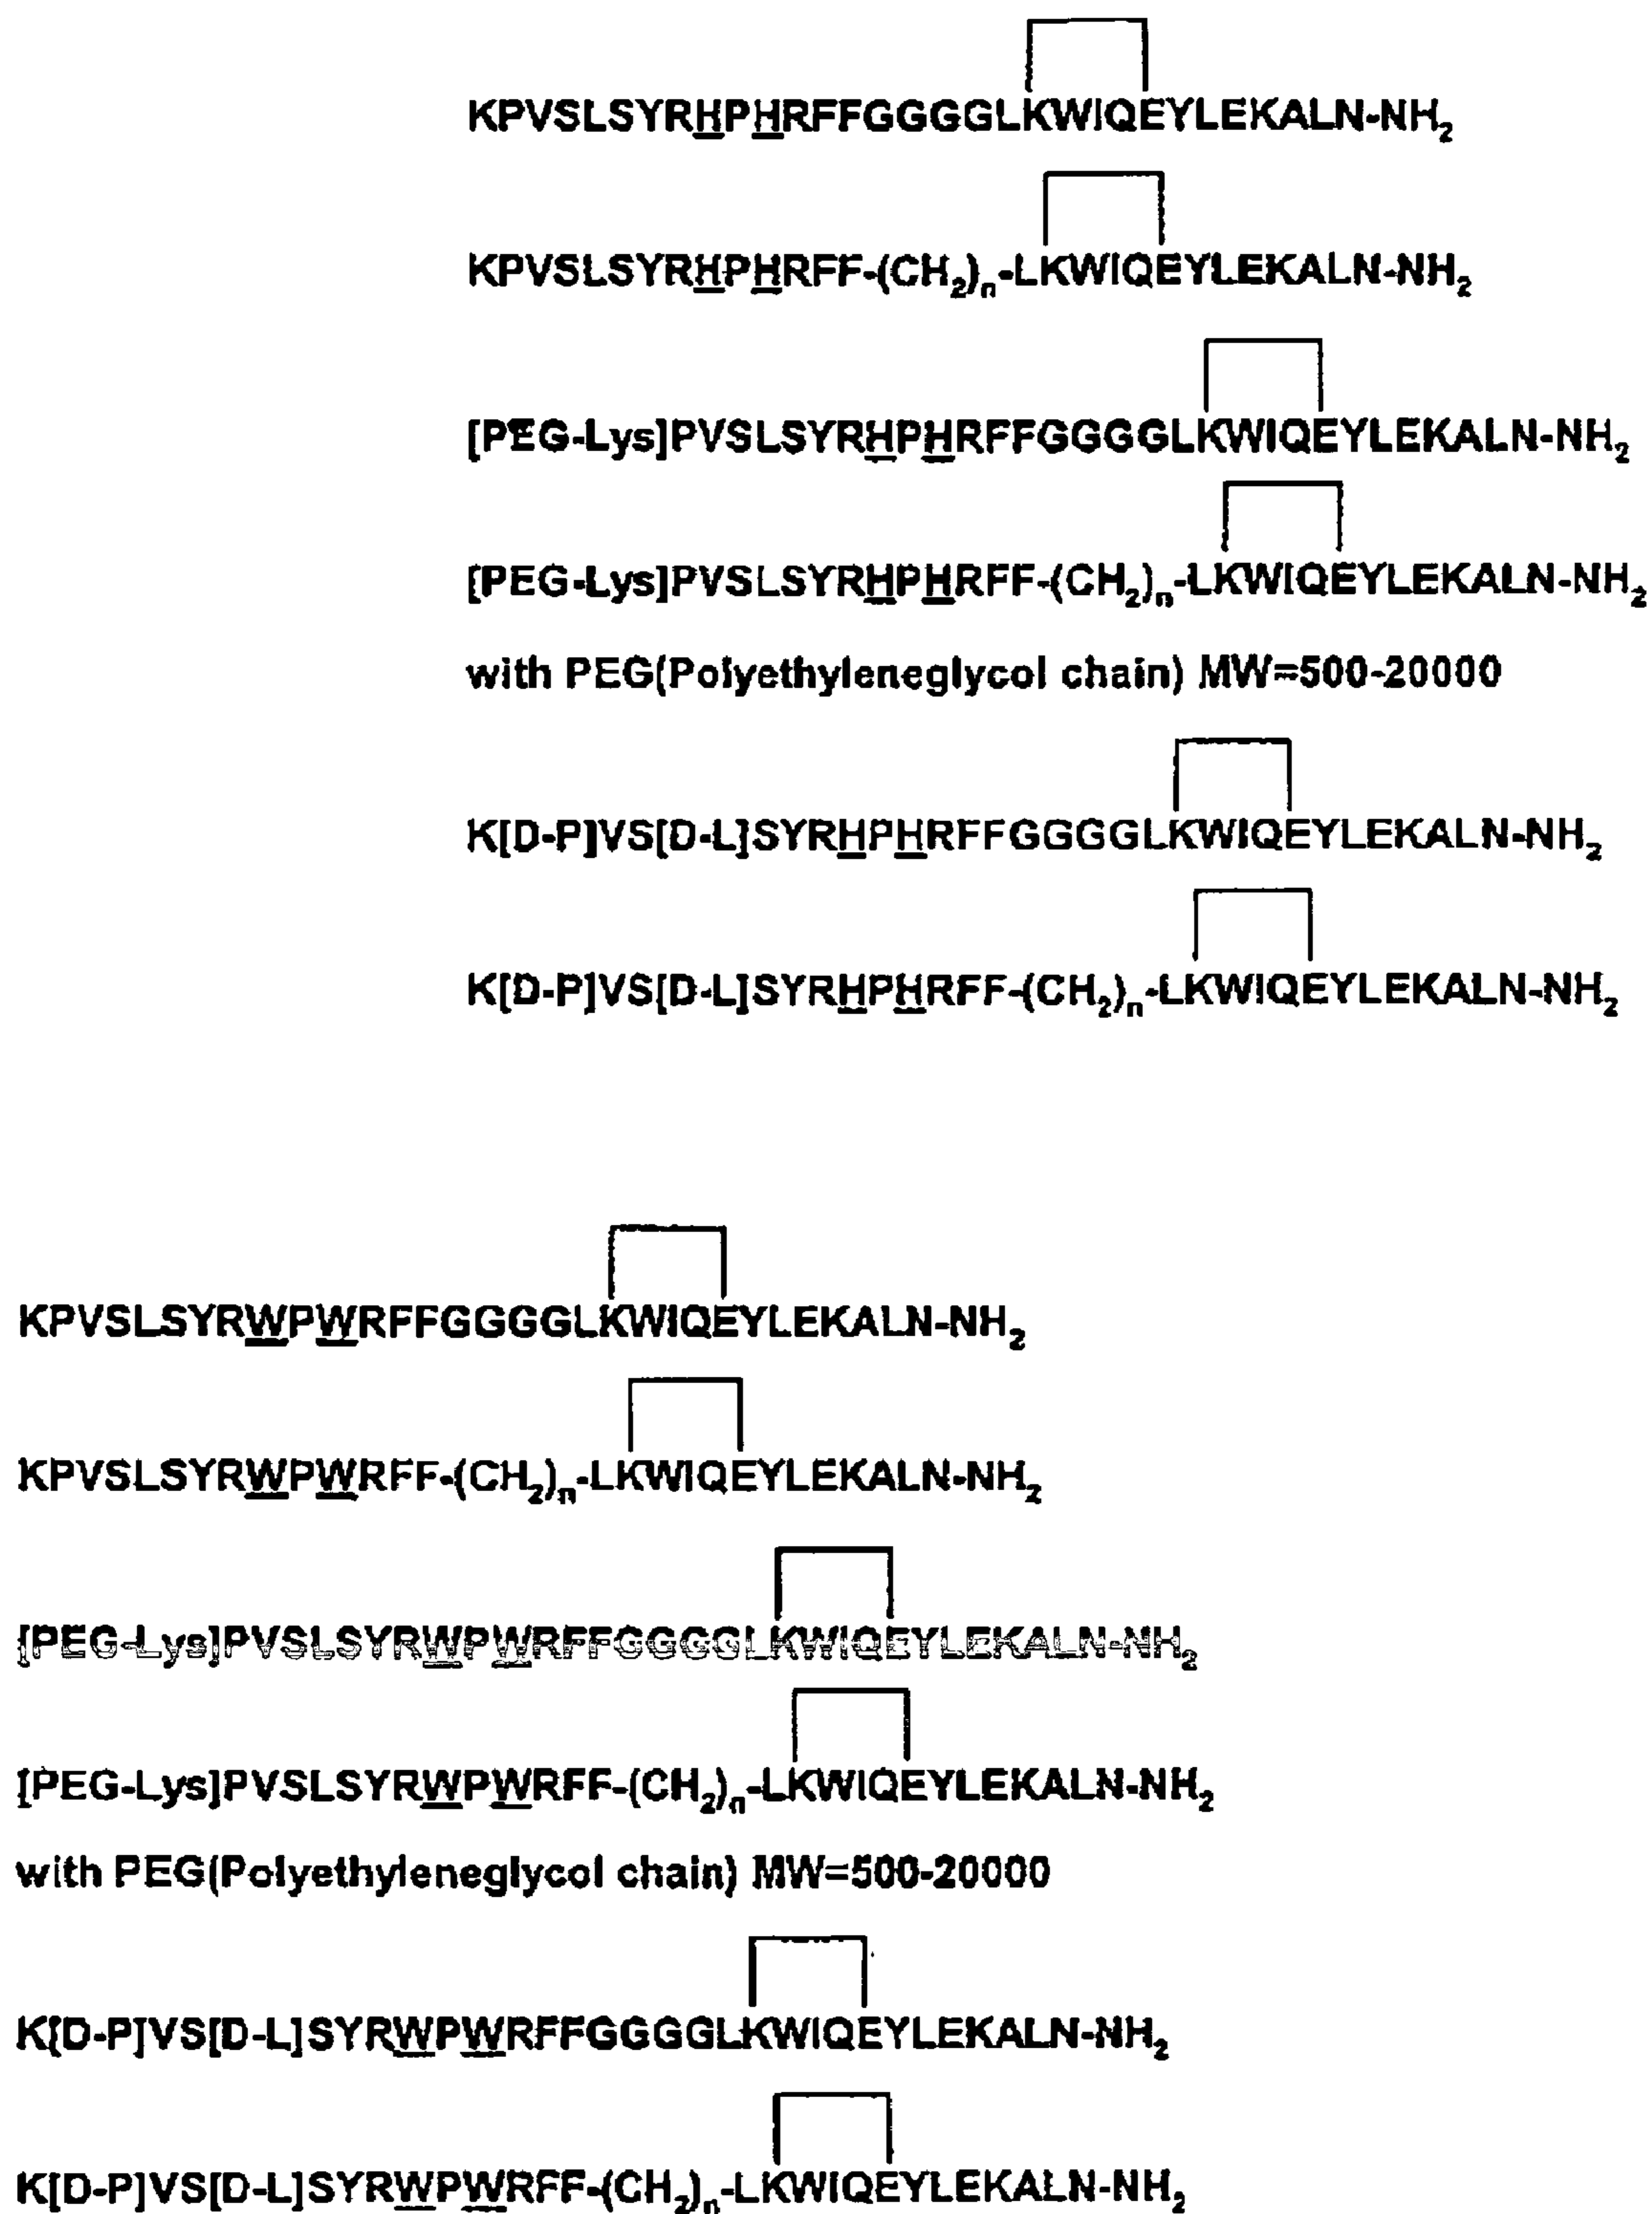 KPVSLSYRHPHRFFGGGGLKWIQEYLEKALN-NH2
KPVSLSYRHPHRFF-(CH2)n-LKWIQEYLEKALN-NH2
[PEG-Lys]PVSLSYRHPHRFFGGGGLKWIQEYLEKALN-NH2
[PEG-Lys]PVSLSYRHPHRFF-(CH2)n-LKWIQEYLEKALN-NH2
with PEG(Polyethyleneglycol chain) MW=500-20000
K[D-P]VS[D-L]SYRHPHRFFGGGGLKWIQEYLEKALN-NH2
K[D-P]VS[D-L]SYRHPHRFF-(CH2)n-LKWIQEYLEKALN-NH2
KPVSLSYRWPWRFFGGGGLKWIQEYLEKALN-NH2
KPVSLSYRWPWRFF-(CH2)n-LKWIQEYLEKALN-NH2
[PEG-Lys]PVSLSYRWPWRFFGGGGLKWIQEYLEKALN-NH2
[PEG-Lys]PVSLSYRWPWRFF-(CH2)n-LKWIQEYLEKALN-NH2
with PEG(Polyethyleneglycol chain) MW=500-20000
K[D-P]VS[D-L]SYRWPWRFFGGGGLKWIQEYLEKALN-NH2
K[D-P]VS[D-L]SYRWPWRFF-(CH2)n-LKWIQEYLEKALN-NH2